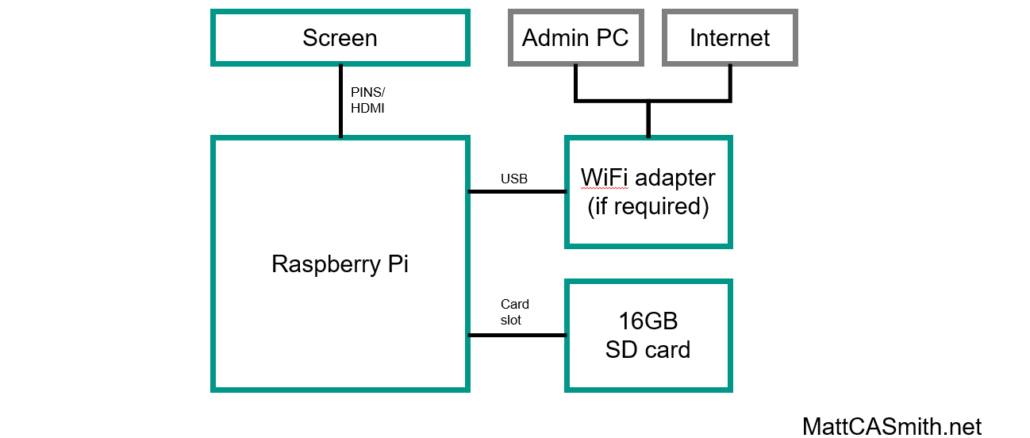 Screen
Admin PC
Internet
PINS/
HDMI
Raspberry Pi
USB
WiFi adapter
(if required)
Card
slot
16GB
SD card
MattCASmith.net